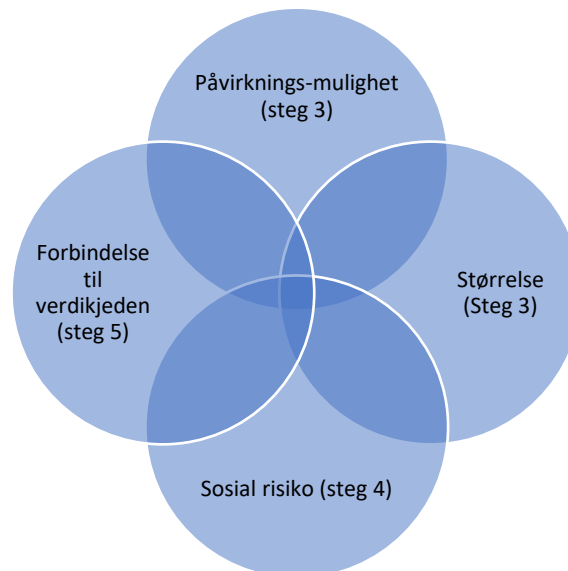 Påvirknings-mulighet
(steg 3)
Forbindelse
til
verdikjeden
(steg 5)
Størrelse
(Steg 3)
Sosial risiko (steg 4)